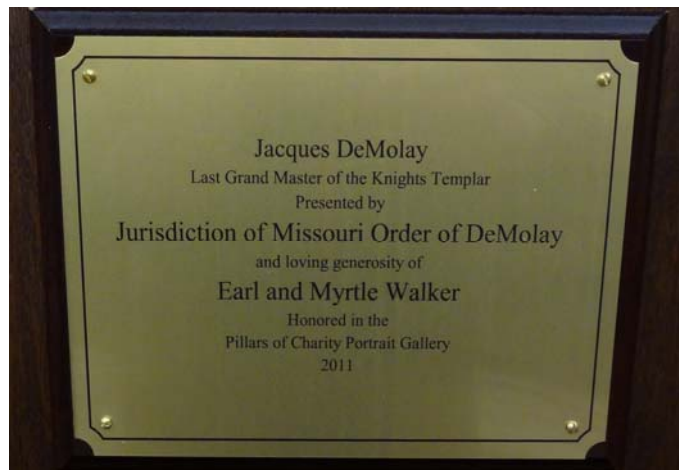 Jacques DeMolay
Last Grand Master of the Knights Templar
Presented by
Jurisdiction of Missouri Order of DeMolay
and loving generosity of
Earl and Myrtle Walker
Honored in the
Pillars of Charity Portrait Gallery
2011